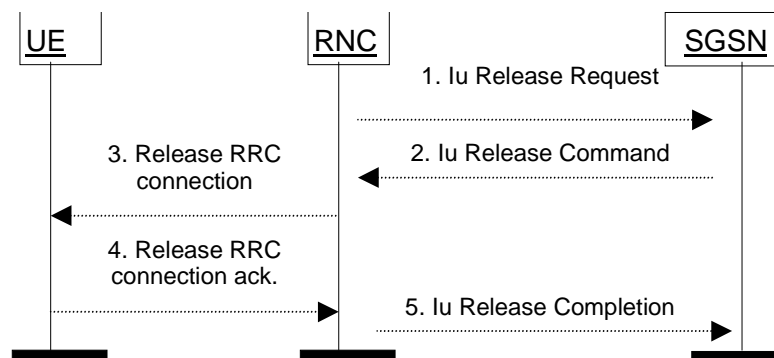 UE
RNC
SGSN
1. Iu Release Request
3. Release RRC
connection
2. Iu Release Command
4. Release RRC
connection ack.
5. Iu Release Completion